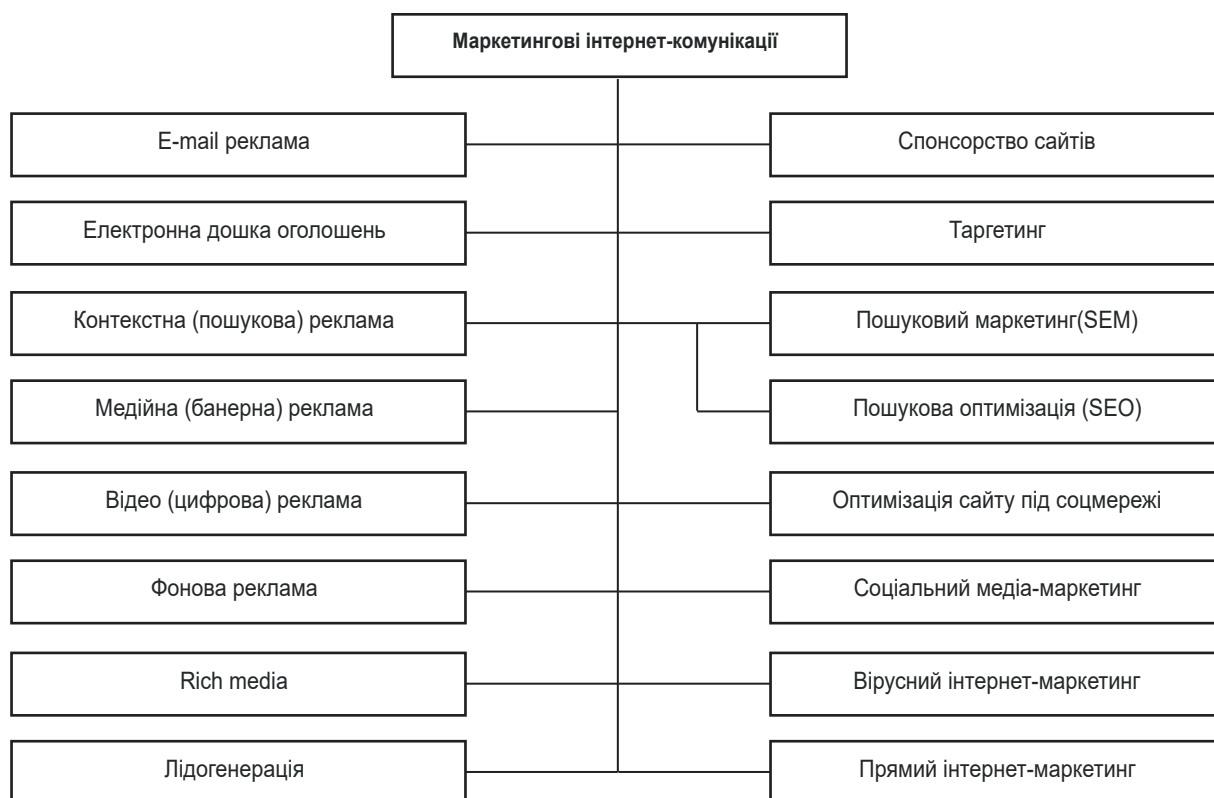 Маркетингові інтернет-комунікації
E-mail реклама
Спонсорство сайтів
Електронна дошка оголошень
Таргетинг
Контекстна (пошукова) реклама
Пошуковий маркетинг(SEM)
Медійна (банерна) реклама
Пошукова оптимізація (SEO)
Відео (цифрова) реклама
Оптимізація сайту під соцмережі
Фонова реклама
Соціальний медіа-маркетинг
Rich media
Вірусний інтернет-маркетинг
Лідогенерація
Прямий інтернет-маркетинг